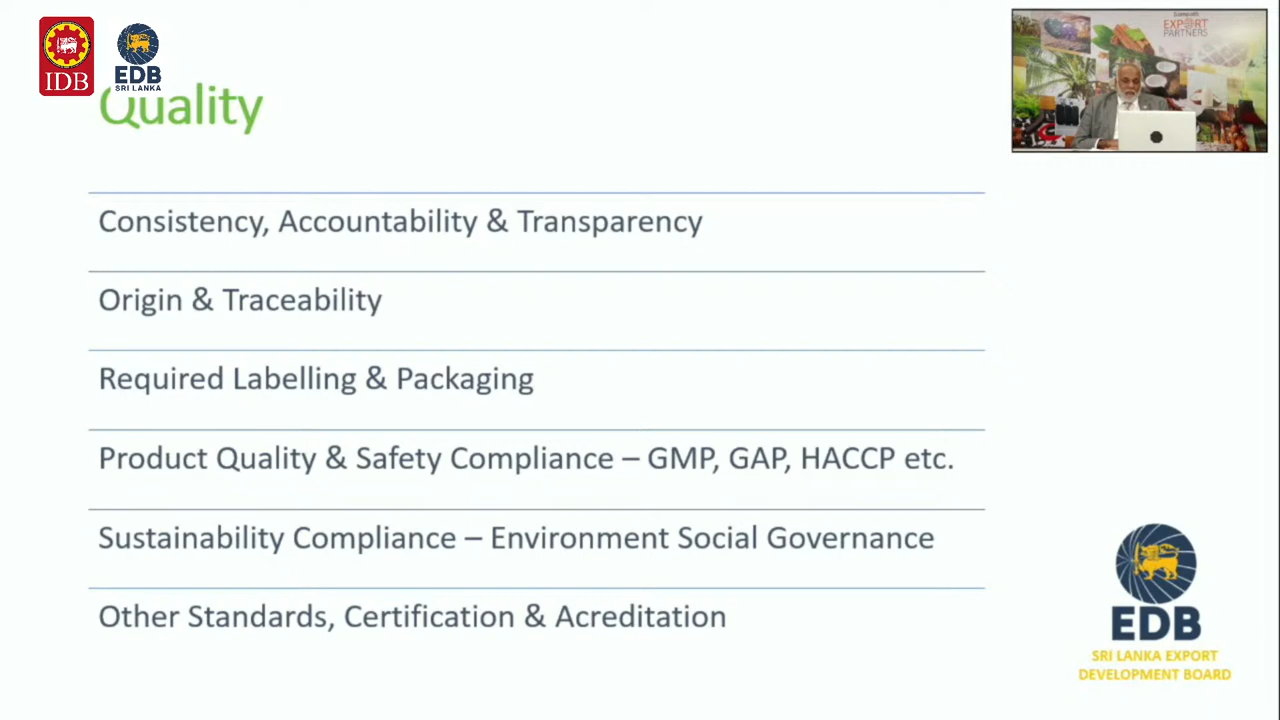 IDB
EDB
SRI LANKA
Quality
EXPORT
PARTNERS
Consistency, Accountability & Transparency
Origin & Traceability
Required Labelling & Packaging
Product Quality & Safety Compliance – GMP, GAP, HACCP etc.
Sustainability Compliance – Environment Social Governance
Other Standards, Certification & Acreditation
EDB
SRI LANKA EXPORT
DEVELOPMENT BOARD